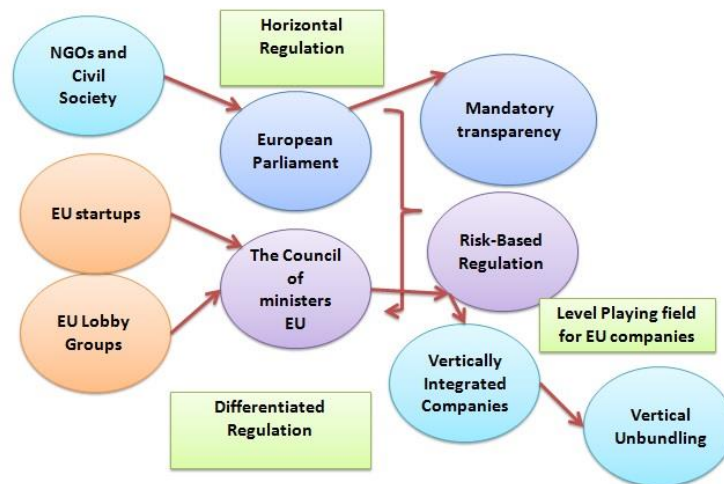 NGOs and
Civil
Society
Horizontal
Regulation
Mandatory
transparency
European
Parliament
EU startups
The Council
of
ministers
EU
Risk-Based
Regulation
EU Lobby
Groups
Level Playing field
for EU companies
Vertically
Integrated
Companies
Differentiated
Regulation
Vertical
Unbundling